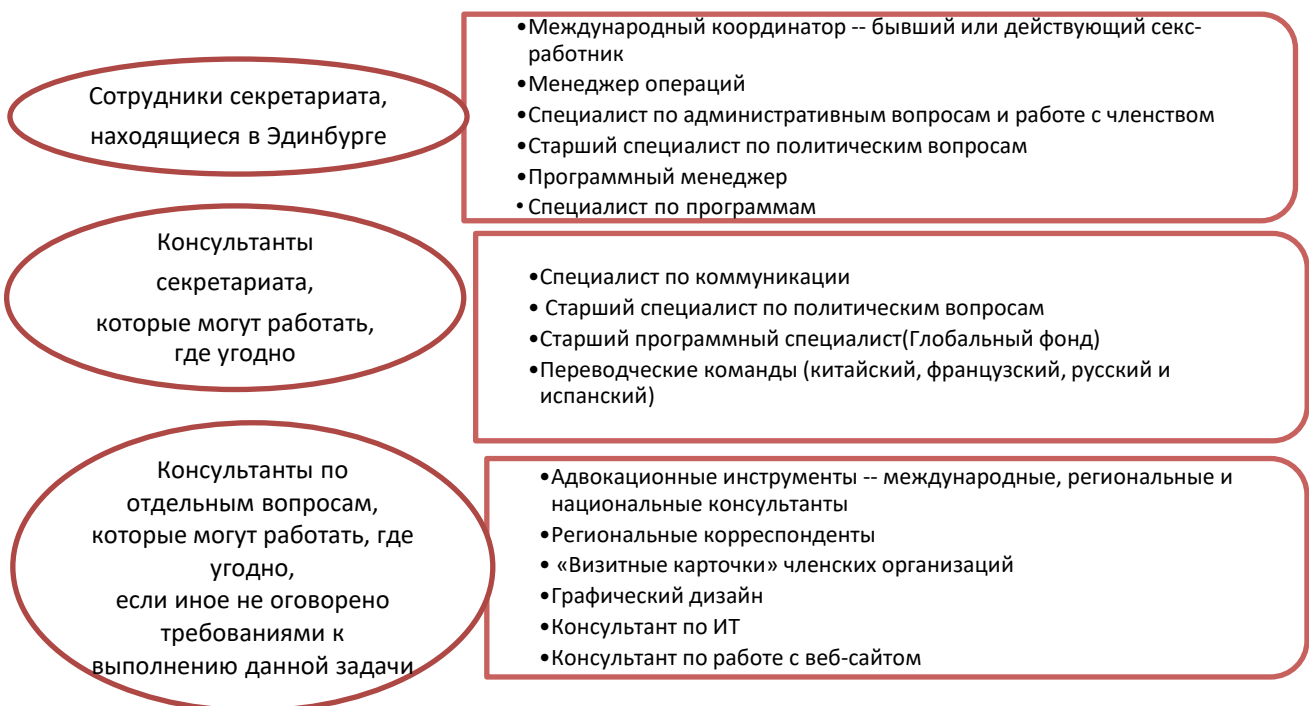 Сотрудники секретариата,
находящиеся в Эдинбурге
•Международный координатор -- бывший или действующий секс-
работник
•Менеджер операций
•Специалист по административным вопросам и работе с членством
•Старший специалист по политическим вопросам
•Программный менеджер
•Специалист по программам
Консультанты
секретариата,
которые могут работать,
где угодно
•Специалист по коммуникации
• Старший специалист по политическим вопросам
•Старший программный специалист(Глобальный фонд)
•Переводческие команды (китайский, французский, русский и
испанский)
Консультанты по
отдельным вопросам,
которые могут работать, где
угодно,
если иное не оговорено
требованиями к
выполнению данной задачи
•Адвокационные инструменты -- международные, региональные и
национальные консультанты
•Региональные корреспонденты
• «Визитные карточки» членских организаций
•Графический дизайн
•Консультант по ИТ
•Консультант по работе с веб-сайтом